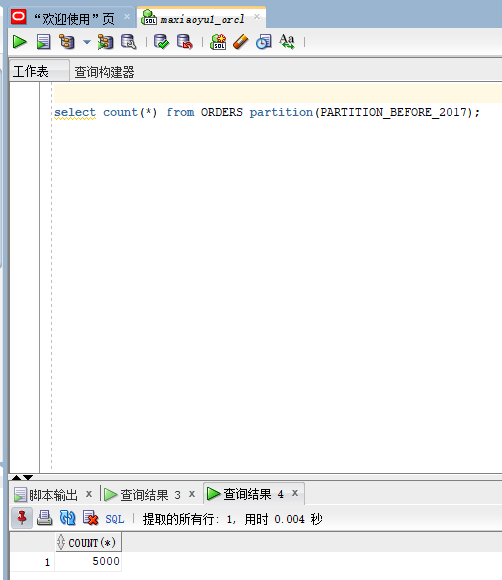 “欢迎使用”页 × maxiaoyu1_orcl ×
SQL Aa
工作表 查询构建器
select count(*) from ORDERS partition(PARTITION_BEFORE_2017);
脚本输出 × 查询结果 3 × 查询结果 4 ×
SQL | 提取的所有行: 1, 用时 0.004 秒
COUNT(*)
1 5000